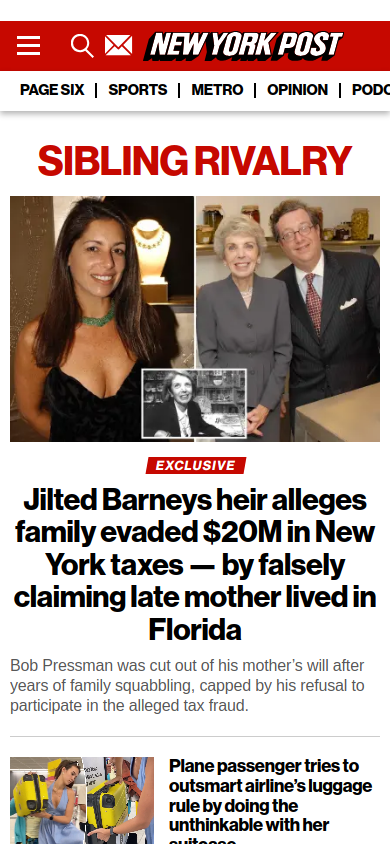 NEW YORK POST
PAGE SIX
SPORTS
METRO
OPINION
PODC
SIBLING RIVALRY
EXCLUSIVE
Jilted Barneys heir alleges
family evaded $20M in New
York taxes — by falsely
claiming late mother lived in
Florida
Bob Pressman was cut out of his mother’s will after
years of family squabbling, capped by his refusal to
participate in the alleged tax fraud.
Plane passenger tries to
outsmart airline’s luggage
rule by doing the
unthinkable with her
suitcase